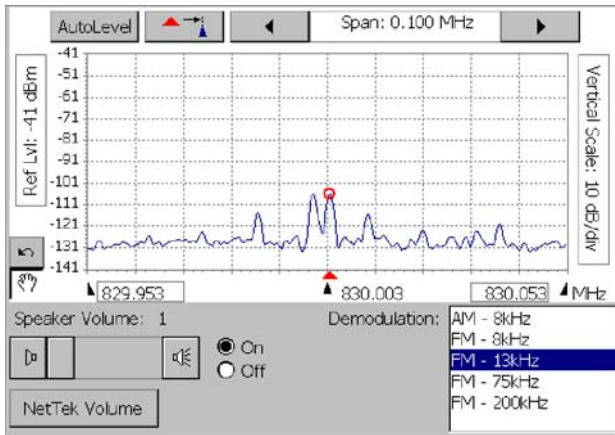 AutoLevel
Span: 0.100 MHz
Ref Lvl: -41 dBm
-41
-51
-61
-71
-81
-91
-101
-111
-121
-131
-141
Vertical Scale: 10 dB/div
829.953
830.003
830.053
MHz
Speaker Volume: 1
On
Off
NetTek Volume
Demodulation:
AM - 8kHz
FM - 8kHz
FM - 13kHz
FM - 75kHz
FM - 200kHz